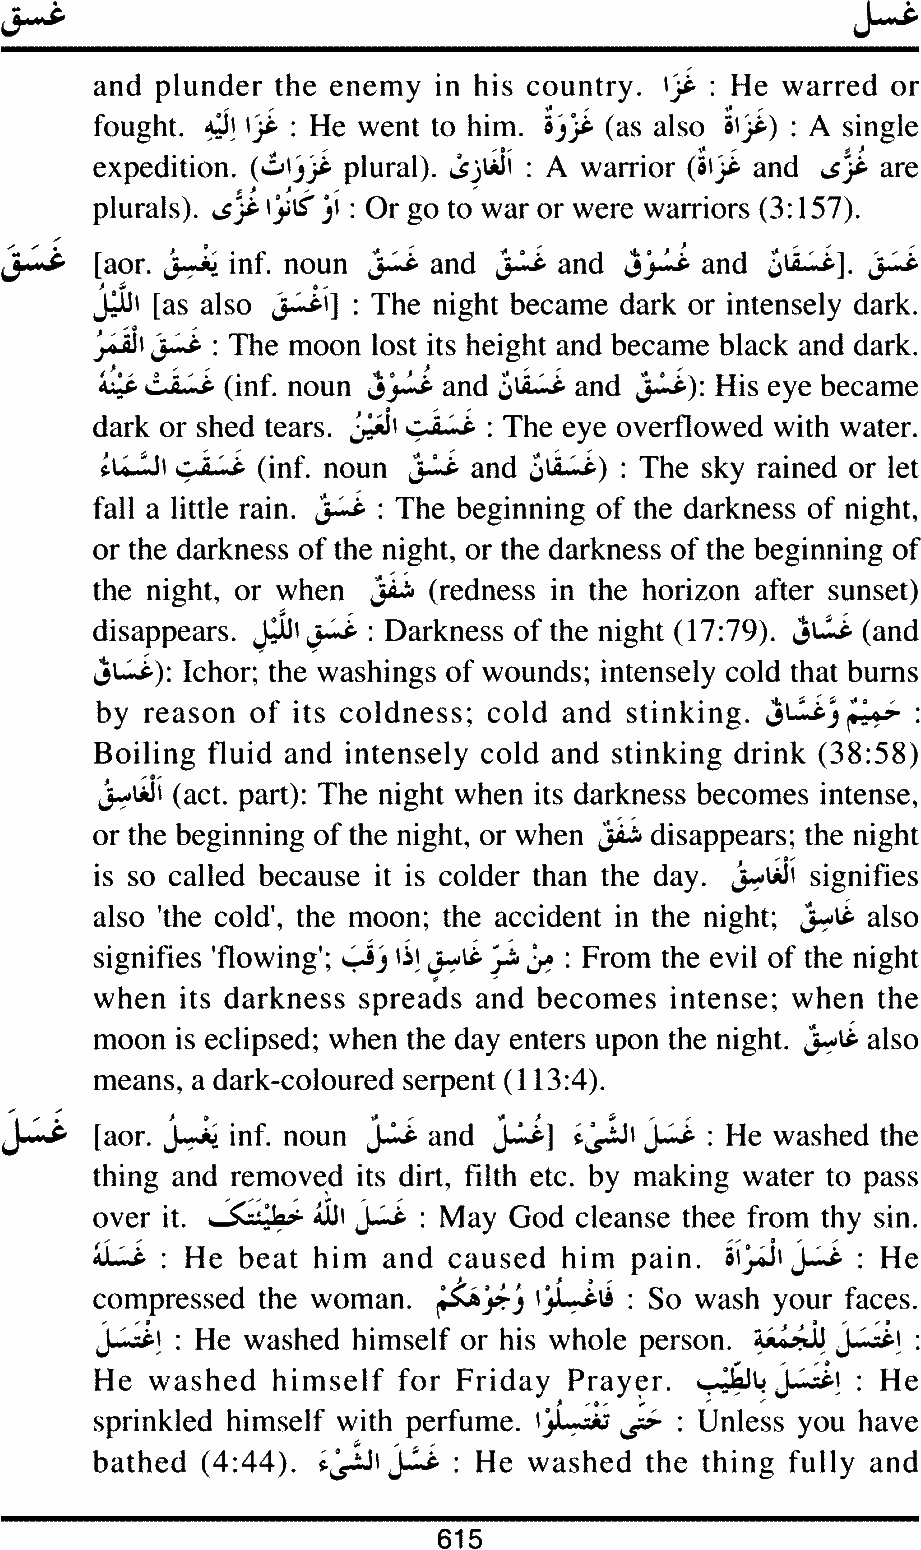 غسق غسل
and plunder the enemy in his country. غَزَا : He warred or
fought. غَزَا اِلَيْهِ : He went to him. غَزْوَةٌ (as also غَزَاةٌ) : A single
expedition. (غَزَوَاتٌ plural). اَلْغَازِیْ : A warrior (غُزَاةٌ and غُزًّی are
plurals). اَوْ كَانُوْا غُزًّی : Or go to war or were warriors (3:157).
غَسَقَ [aor. يَغْسِقُ inf. noun غَسَقٌ and غَسْقٌ and غُسُوْقٌ and غَسَقَانٌ]. غَسَقَ
اللَّيْلُ [as also اَغْسَقَ] : The night became dark or intensely dark.
غَسَقَ الْقَمَرُ : The moon lost its height and became black and dark.
غَسَقَتْ عَيْنُهُ (inf. noun غُسُوْقٌ and غَسَقَانٌ and غَسْقٌ): His eye became
dark or shed tears. غَسَقَتِ الْعَيْنُ : The eye overflowed with water.
غَسَقَتِ السَّمَاءُ (inf. noun غَسْقٌ and غَسَقَانٌ) : The sky rained or let
fall a little rain. غَسَقٌ : The beginning of the darkness of night,
or the darkness of the night, or the darkness of the beginning of
the night, or when شَفَقٌ (redness in the horizon after sunset)
disappears. غَسَقِ اللَّيْلِ : Darkness of the night (17:79). غَسَّاقٌ (and
غَسَاقٌ): Ichor; the washings of wounds; intensely cold that burns
by reason of its coldness; cold and stinking. حَمِيْمٌ وَّغَسَّاقٌ :
Boiling fluid and intensely cold and stinking drink (38:58)
اَلْغَاسِقُ (act. part): The night when its darkness becomes intense,
or the beginning of the night, or when شَفَقٌ disappears; the night
is so called because it is colder than the day. اَلْغَاسِقُ signifies
also 'the cold', the moon; the accident in the night; غَاسِقٌ also
signifies 'flowing'; مِنْ شَرِّ غَاسِقٍ اِذَا وَقَبَ : From the evil of the night
when its darkness spreads and becomes intense; when the
moon is eclipsed; when the day enters upon the night. غَاسِقٌ also
means, a dark-coloured serpent (113:4).
غَسَلَ [aor. يَغْسِلُ inf. noun غَسْلٌ and غُسْلٌ] غَسَلَ الشَّیْءَ : He washed the
thing and removed its dirt, filth etc. by making water to pass
over it. غَسَلَ اللّٰهُ خَطِيْئَتَکَ : May God cleanse thee from thy sin.
غَسَلَهُ : He beat him and caused him pain. غَسَلَ الْمَرْأَةَ : He
compressed the woman. فَاغْسِلُوْا وُجُوْهَكُمْ : So wash your faces.
اِغْتَسَلَ : He washed himself or his whole person. اِغْتَسَلَ لِلْجُمُعَةِ :
He washed himself for Friday Prayer. اِغْتَسَلَ بِالطِّيْبِ : He
sprinkled himself with perfume. حَتّٰی تَغْتَسِلُوْا : Unless you have
bathed (4:44). غَسَّلَ الشَّیْءَ : He washed the thing fully and
615